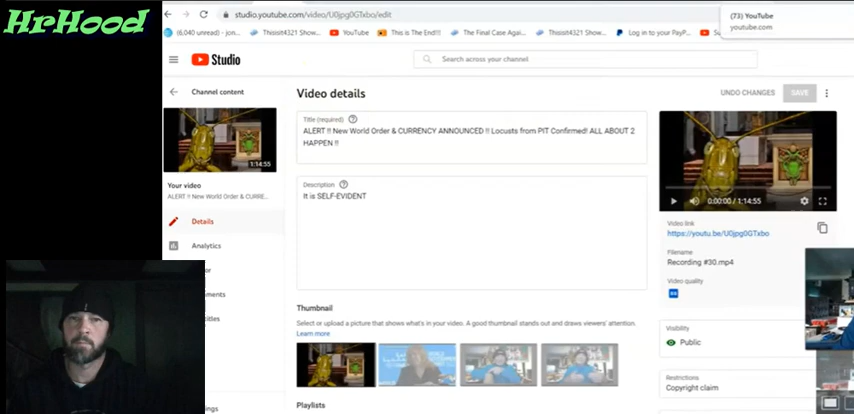 HrHood
studio.youtube.com/video/U0jpg0GTxbo/edit
(73) YouTube
youtube.com
(6,040 unread) - jon...
Thisisit4321 Show...
YouTube
This is The End!!!
The Final Case Agai...
Thisisit4321 Show...
Log in to your PayP...
Studio
Search across your channel
Channel content
Video details
UNDO CHANGES
SAVE
Title (required)
ALERT !! New World Order & CURRENCY ANNOUNCED !! Locusts from PIT Confirmed! ALL ABOUT 2
HAPPEN !!
1:14:55
Your video
ALERT !! New World Order & CURRE...
Description
It is SELF-EVIDENT
0:00:00 / 1:14:55
Details
Analytics
Video link
https://youtu.be/U0jpg0GTxbo
Filename
Recording #30.mp4
Video quality
Thumbnail
Select or upload a picture that shows what's in your video. A good thumbnail stands out and draws viewers' attention.
Learn more
Visibility
Public
Restrictions
Copyright claim
Playlists